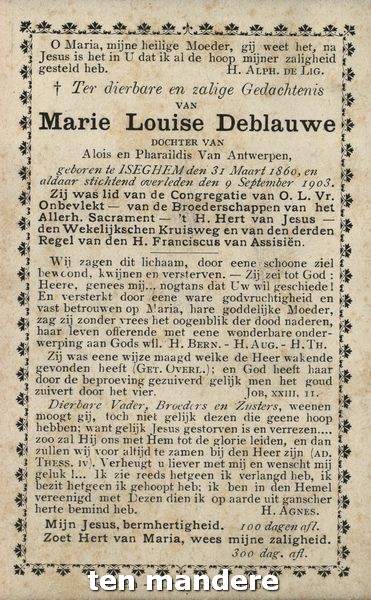 O Maria, mijne heilige Moeder, gij weet het, na
Jesus is het in U dat ik al de hoop mijner zaligheid
gesteld heb. H. Alph. de Lig.
† Ter dierbare en zalige Gedachtenis
VAN
Marie Louise Deblauwe
DOCHTER VAN
Alois en Pharaïldis Van Antwerpen,
geboren te ISEGHEM den 31 Maart 1860, en
aldaar stichtend overleden den 9 September 1903.
Zij was lid van de Congregatie van O. L. Vr.
Onbevlekt — van de Broederschappen van het
Allerh. Sacrament — 't H. Hert van Jesus —
den Wekelijkschen Kruisweg en van den derden
Regel van den H. Franciscus van Assisiën.
Wij zagen dit lichaam, door eene schoone ziel
bewoond, kwijnen en versterven. — Zij zei tot God :
Heere, genees mij... nogtans dat Uw wil geschiede !
En versterkt door eene ware godvruchtigheid en
vast betrouwen op Maria, hare goddelijke Moeder,
zag zij zonder vrees het oogenblik der dood naderen,
haar leven offerende met eene wonderbare onder-
werping aan Gods wil. H. Bern. - H. Aug. - H. Th.
Zij was eene wijze maagd welke de Heer wakende
gevonden heeft (Get. Overl.); en God heeft haar
door de beproeving gezuiverd gelijk men het goud
zuivert door het vier. Job, xxiii, 11.
Dierbare Vader, Broeders en Zusters, weenen
moogt gij, toch niet gelijk dezen die geene hoop
hebben; want gelijk Jesus gestorven is en verrezen....
zoo zal Hij ons met Hem tot de glorie leiden, en dan
zullen wij voor altijd te zamen bij den Heer zijn (ad.
Thess. iv). Verheugt u liever met mij en wenscht mij
geluk !... Ik zie reeds hetgeen ik verlangd heb, ik
bezit hetgeen ik gehoopt heb; ik ben in den Hemel
vereenigd met Dezen dien ik op aarde uit ganscher
herte bemind heb. H. Agnes.
Mijn Jesus, bermhertigheid. 100 dagen afl.
Zoet Hert van Maria, wees mijne zaligheid.
300 dag. afl.
ten mandere